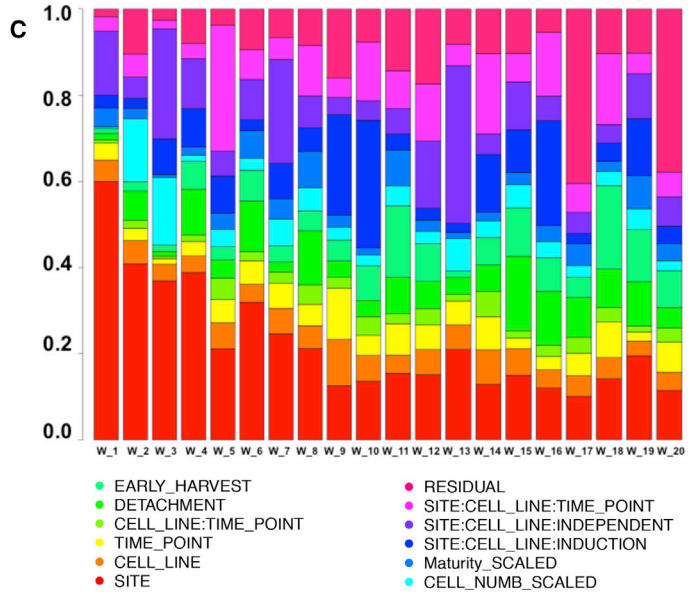 C
1.0
0.8
0.6
0.4
0.2
0.0
W_1 W_2 W_3 W_4 W_5 W_6 W_7 W_8 W_9 W_10 W_11 W_12 W_13 W_14 W_15 W_16 W_17 W_18 W_19 W_20
EARLY_HARVEST
DETACHMENT
CELL_LINE:TIME_POINT
TIME_POINT
CELL_LINE
SITE
RESIDUAL
SITE:CELL_LINE:TIME_POINT
SITE:CELL_LINE:INDEPENDENT
SITE:CELL_LINE:INDUCTION
Maturity_SCALED
CELL_NUMB_SCALED